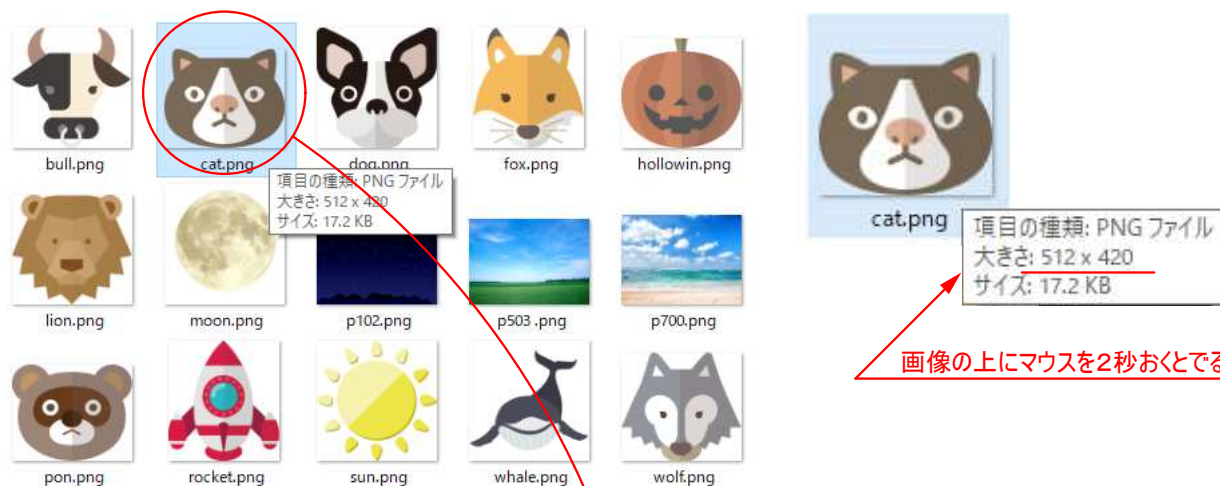 bull.png
cat.png
dog.png
fox.png
hollowin.png
項目の種類: PNG ファイル
大きさ: 512 x 420
サイズ: 17.2 KB
lion.png
moon.png
p102.png
p503 .png
p700.png
pon.png
rocket.png
sun.png
whale.png
wolf.png
cat.png
項目の種類: PNG ファイル
大きさ: 512 x 420
サイズ: 17.2 KB
画像の上にマウスを2秒おくとでる